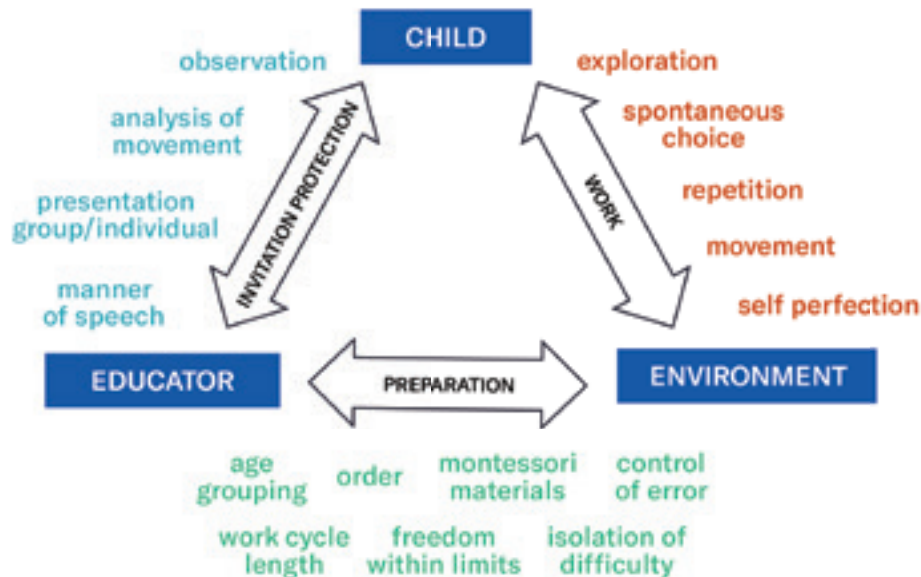 CHILD
observation
analysis of
movement
presentation
group/individual
manner
of speech
INVITATION PROTECTION
exploration
spontaneous
choice
repetition
movement
self perfection
WORK
EDUCATOR
PREPARATION
ENVIRONMENT
age
grouping
order
montessori
materials
control
of error
work cycle
length
freedom
within limits
isolation of
difficulty